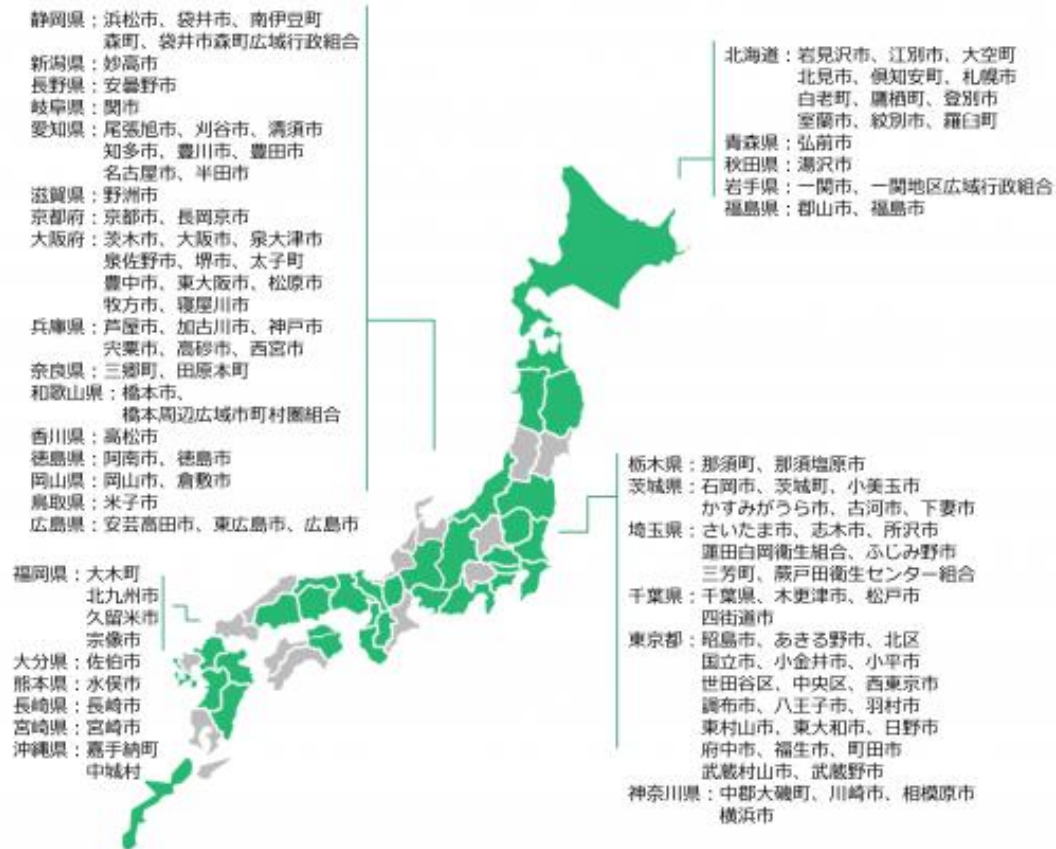 静岡県：浜松市、袋井市、南伊豆町
森町、袋井市森町広域行政組合
新潟県：妙高市
長野県：安曇野市
岐阜県：関市
愛知県：尾張旭市、刈谷市、清須市
知多市、豊川市、豊田市
名古屋市、半田市
滋賀県：野洲市
京都府：京都市、長岡京市
大阪府：茨木市、大阪市、泉大津市
泉佐野市、堺市、太子町
豊中市、東大阪市、松原市
牧方市、寝屋川市
兵庫県：芦屋市、加古川市、神戸市
宍粟市、高砂市、西宮市
奈良県：三郷町、田原本町
和歌山県：橋本市、
橋本周辺広域市町村圏組合
香川県：高松市
徳島県：阿南市、徳島市
岡山県：岡山市、倉敷市
鳥取県：米子市
広島県：安芸高田市、東広島市、広島市
北海道：岩見沢市、江別市、大空町
北見市、倶知安町、札幌市
白老町、鷹栖町、登別市
室蘭市、紋別市、羅臼町
青森県：弘前市
秋田県：湯沢市
岩手県：一関市、一関地区広域行政組合
福島県：郡山市、福島市
栃木県：那須町、那須塩原市
茨城県：石岡市、茨城町、小美玉市
かすみがうら市、古河市、下妻市
埼玉県：さいたま市、志木市、所沢市
蓮田白岡衛生組合、ふじみ野市
三芳町、蕨戸田衛生センター組合
千葉県：千葉県、木更津市、松戸市
四街道市
東京都：昭島市、あきる野市、北区
国立市、小金井市、小平市
世田谷区、中央区、西東京市
調布市、八王子市、羽村市
東村山市、東大和市、日野市
府中市、福生市、町田市
武蔵村山市、武蔵野市
神奈川県：中郡大磯町、川崎市、相模原市
横浜市
福岡県：大木町
北九州市
久留米市
宗像市
大分県：佐伯市
熊本県：水俣市
長崎県：長崎市
宮崎県：宮崎市
沖縄県：嘉手納町
中城村